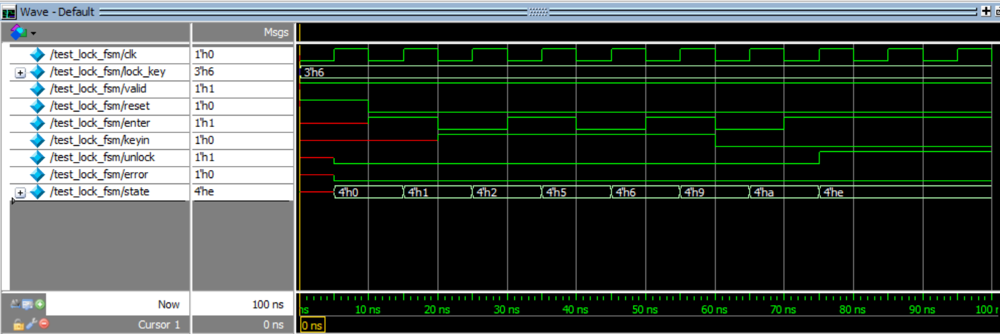 Wave - Default
Msgs
/test_lock_fsm/clk 1'h0
/test_lock_fsm/lock_key 3'h6 3'h6
/test_lock_fsm/valid 1'h1
/test_lock_fsm/reset 1'h0
/test_lock_fsm/enter 1'h1
/test_lock_fsm/keyin 1'h0
/test_lock_fsm/unlock 1'h1
/test_lock_fsm/error 1'h0
/test_lock_fsm/state 4'he 4'h0 4'h1 4'h2 4'h5 4'h6 4'h9 4'ha 4'he
Now 100 ns ns 10 ns 20 ns 30 ns 40 ns 50 ns 60 ns 70 ns 80 ns 90 ns 100 n
Cursor 1 0 ns 0 ns